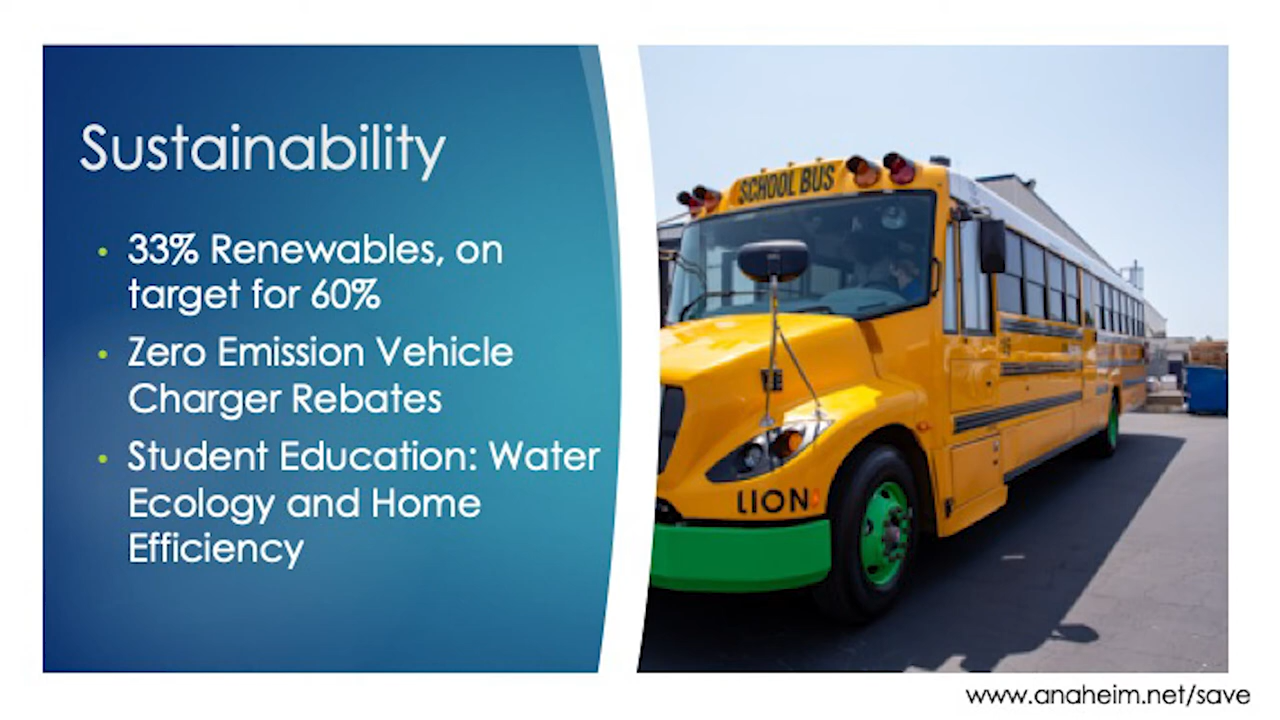 Sustainability
• 33% Renewables, on
target for 60%
• Zero Emission Vehicle
Charger Rebates
• Student Education: Water
Ecology and Home
Efficiency
SCHOOL BUS
LION
www.anaheim.net/save